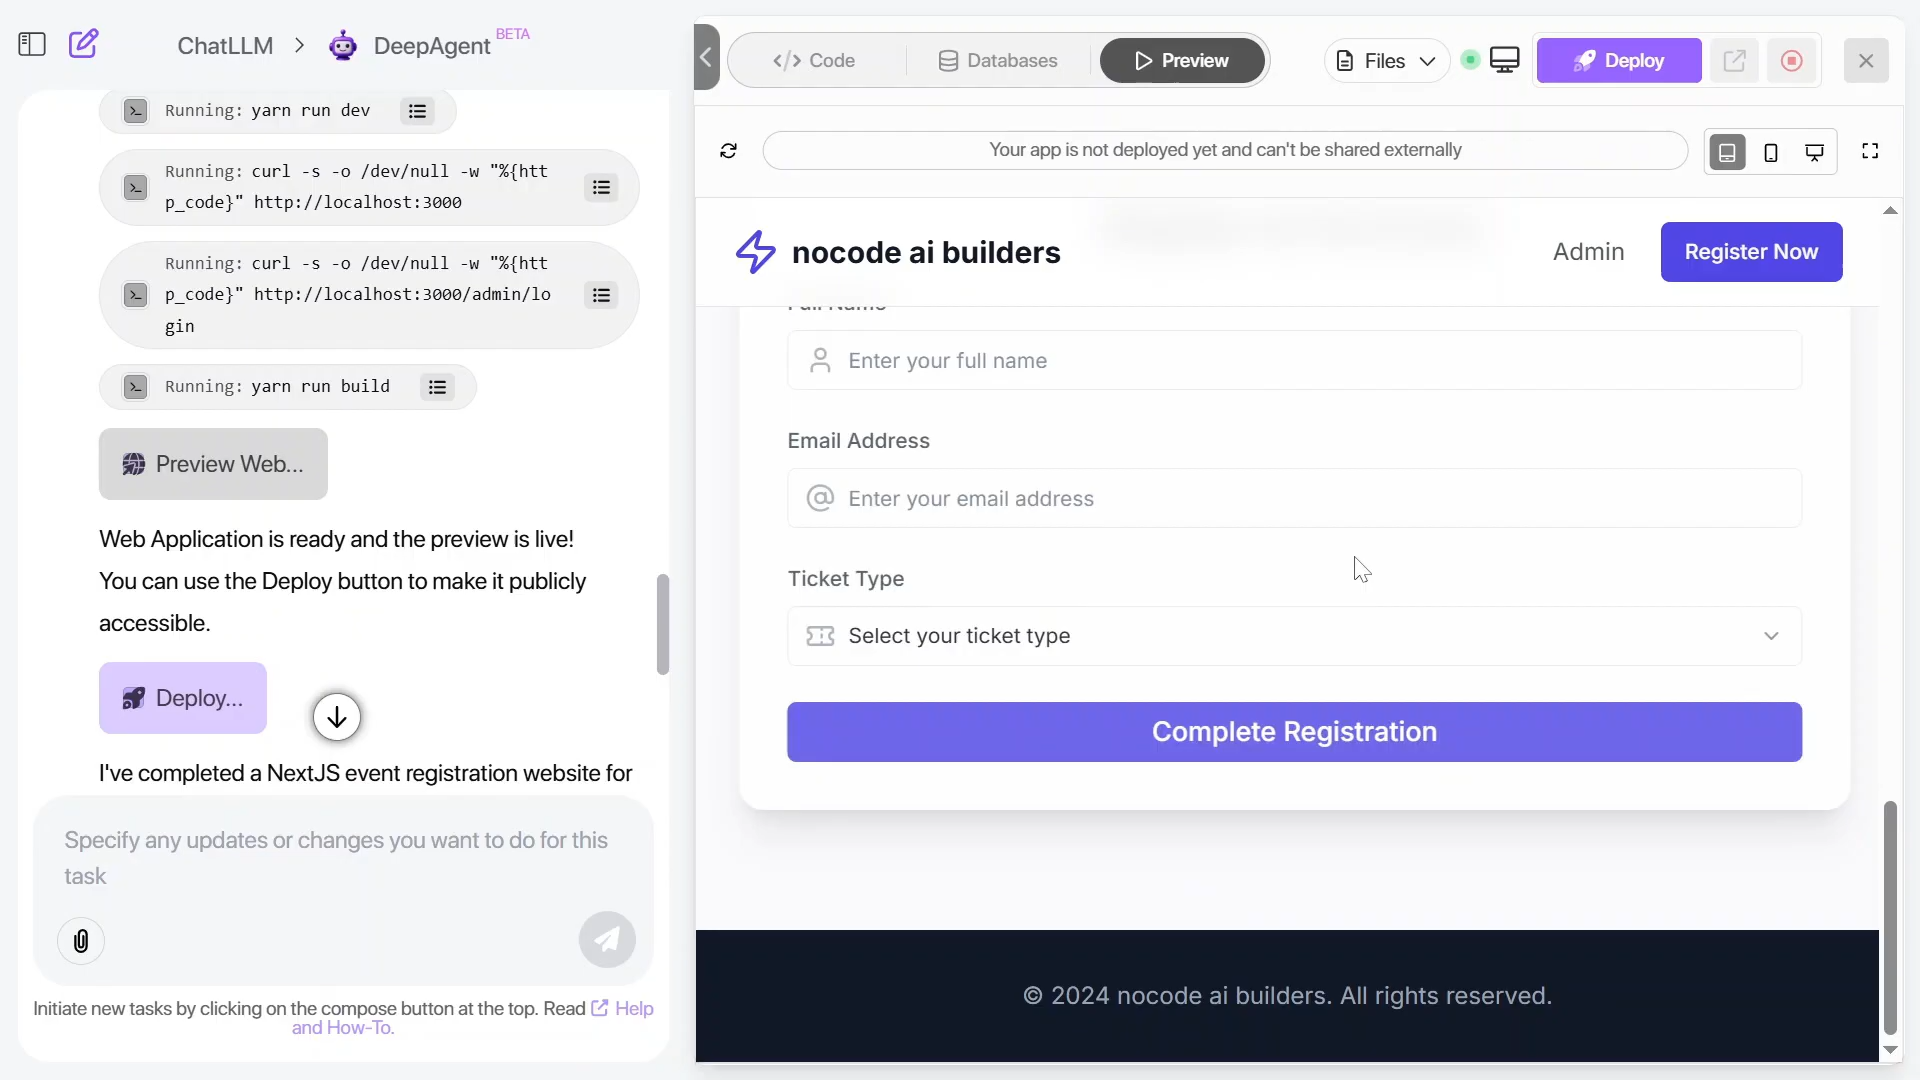 ChatLLM > DeepAgent BETA
Running: yarn run dev
Running: curl -s -o /dev/null -w "%{htt
p_code}" http://localhost:3000
Running: curl -s -o /dev/null -w "%{htt
p_code}" http://localhost:3000/admin/lo
gin
Running: yarn run build
Preview Web...
Web Application is ready and the preview is live!
You can use the Deploy button to make it publicly
accessible.
Deploy...
I've completed a NextJS event registration website for
Specify any updates or changes you want to do for this
task
Initiate new tasks by clicking on the compose button at the top. Read Help
and How-To.
</> Code
Databases
Preview
Files
Deploy
Your app is not deployed yet and can't be shared externally
nocode ai builders
Admin
Register Now
Full Name
Enter your full name
Email Address
@ Enter your email address
Ticket Type
Select your ticket type
Complete Registration
© 2024 nocode ai builders. All rights reserved.